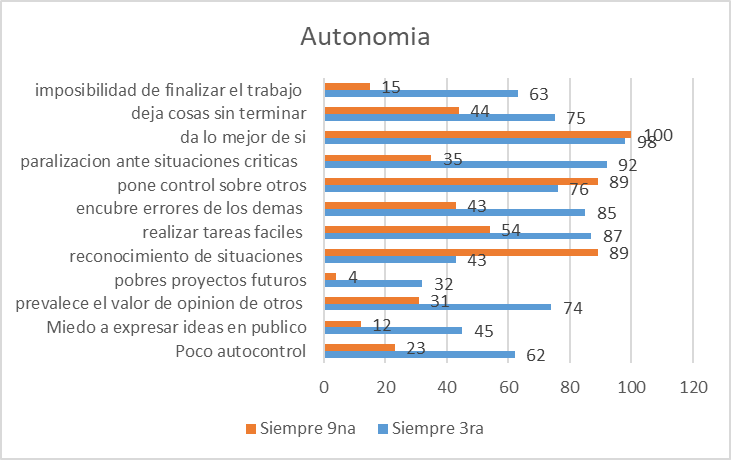 Autonomia
imposibilidad de finalizar el trabajo 15 63
deja cosas sin terminar 44 75
da lo mejor de si 100 98
paralizacion ante situaciones criticas 35 92
pone control sobre otros 89 76
encubre errores de los demas 43 85
realizar tareas faciles 54 87
reconocimiento de situaciones 89 43
pobres proyectos futuros 4 32
prevalece el valor de opinion de otros 31 74
Miedo a expresar ideas en publico 12 45
Poco autocontrol 23 62
0 20 40 60 80 100 120
Siempre 9na Siempre 3ra